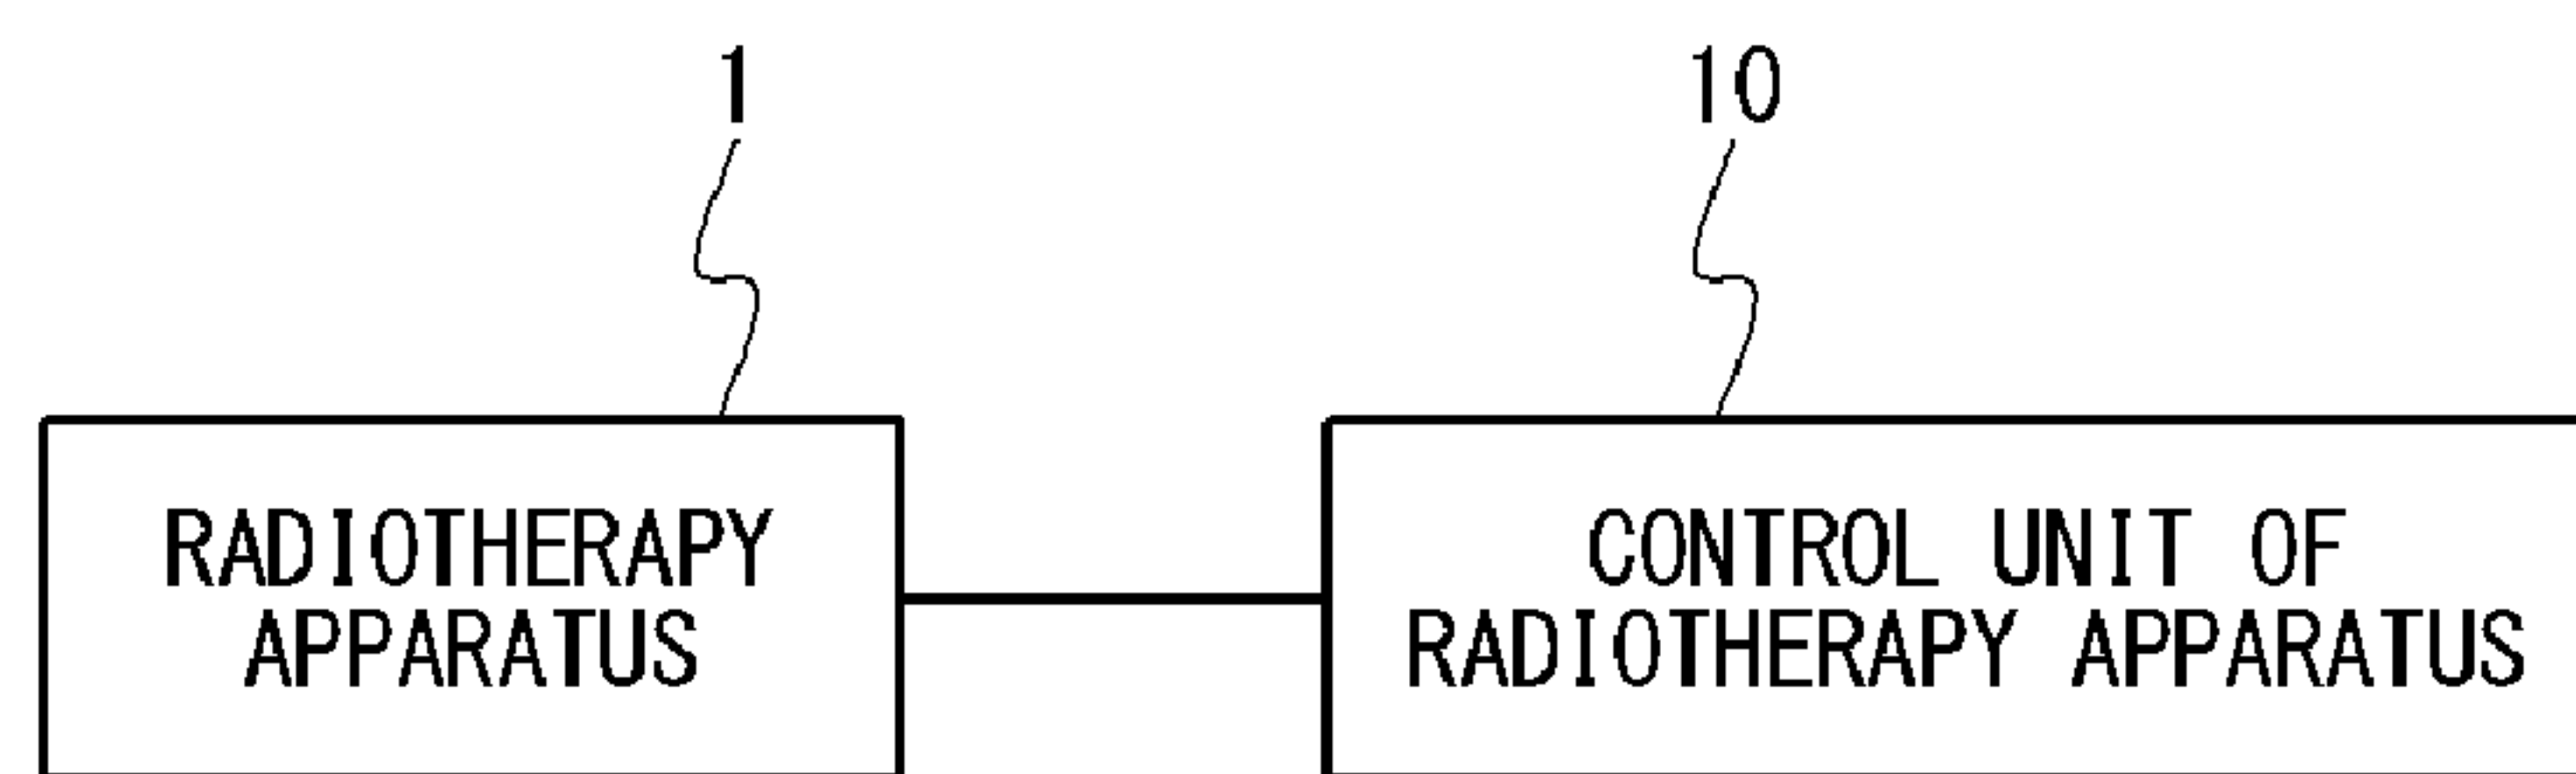 1
10
RADIOTHERAPY
APPARATUS
CONTROL UNIT OF
RADIOTHERAPY APPARATUS